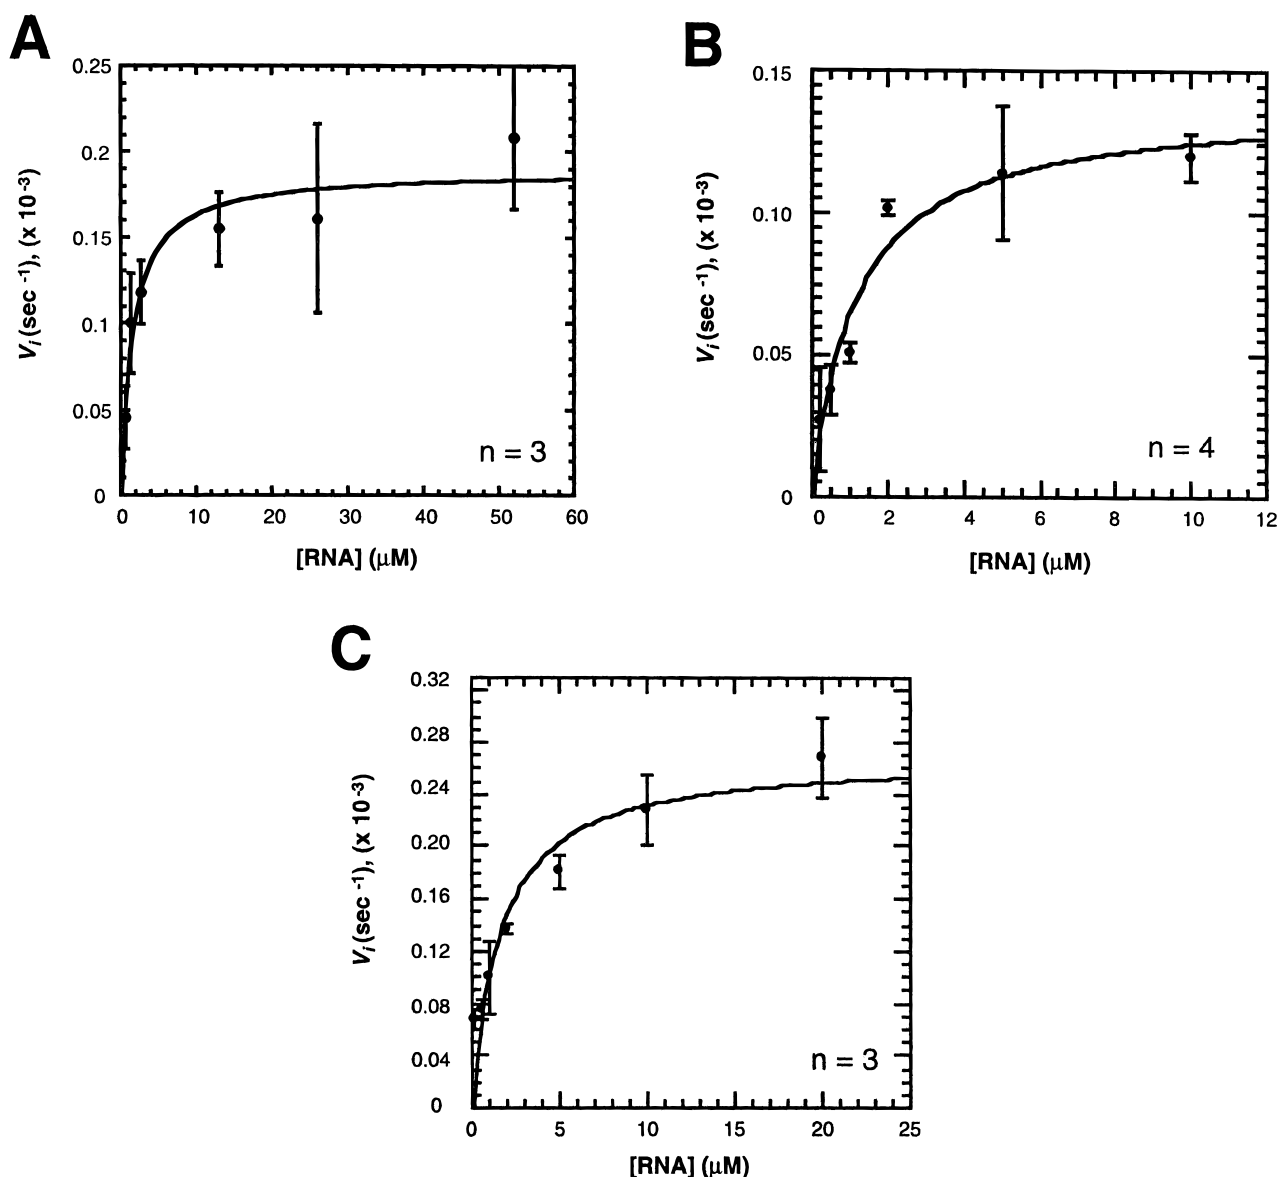 A
0.25
0.2
0.15
0.1
0.05
0
V_i (sec ⁻¹), (x 10⁻³)
n = 3
0 10 20 30 40 50 60
[RNA] (μM)
B
0.15
0.10
0.05
0
V_i (sec ⁻¹), (x 10⁻³)
n = 4
0 2 4 6 8 10 12
[RNA] (μM)
C
0.32
0.28
0.24
0.20
0.16
0.12
0.08
0.04
0
V_i (sec ⁻¹), (x 10⁻³)
n = 3
0 5 10 15 20 25
[RNA] (μM)